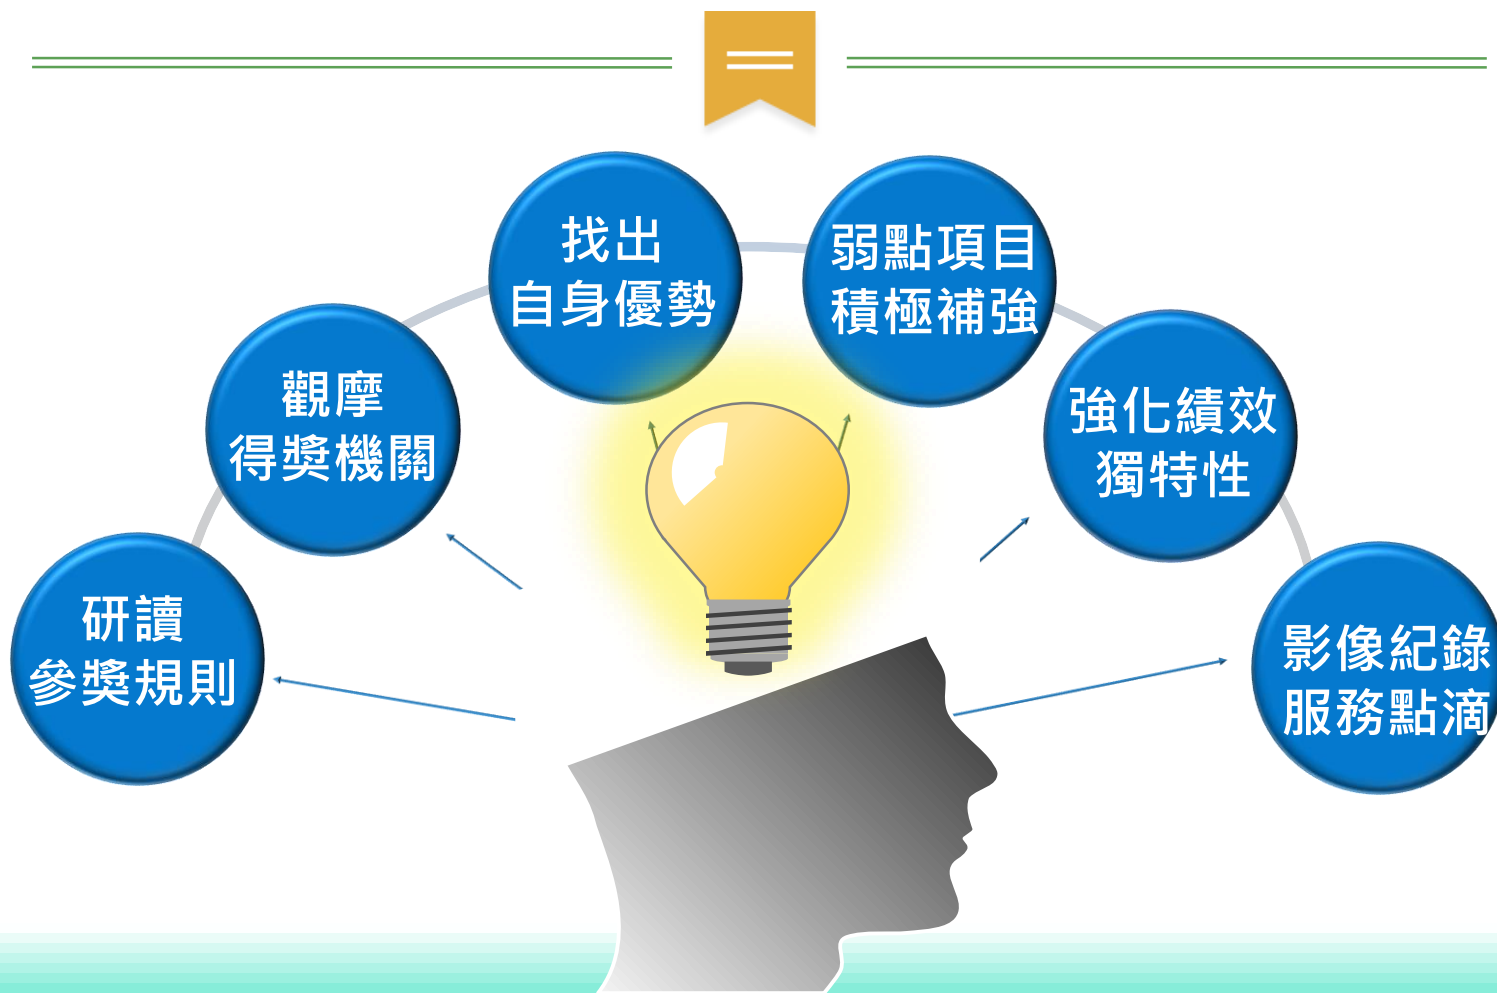 研讀
參獎規則
觀摩
得獎機關
找出
自身優勢
弱點項目
積極補強
強化績效
獨特性
影像紀錄
服務點滴